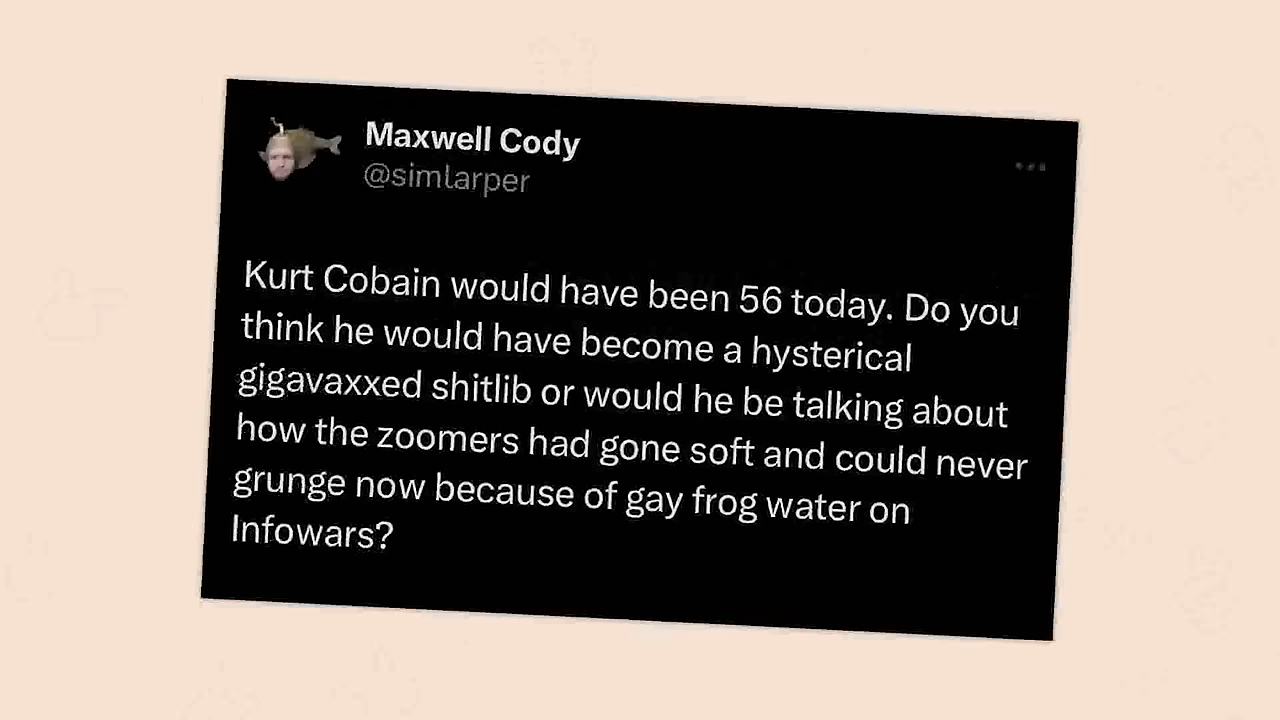 Maxwell Cody
@simlarper
Kurt Cobain would have been 56 today. Do you
think he would have become a hysterical
gigavaxxed shitlib or would he be talking about
how the zoomers had gone soft and could never
grunge now because of gay frog water on
Infowars?